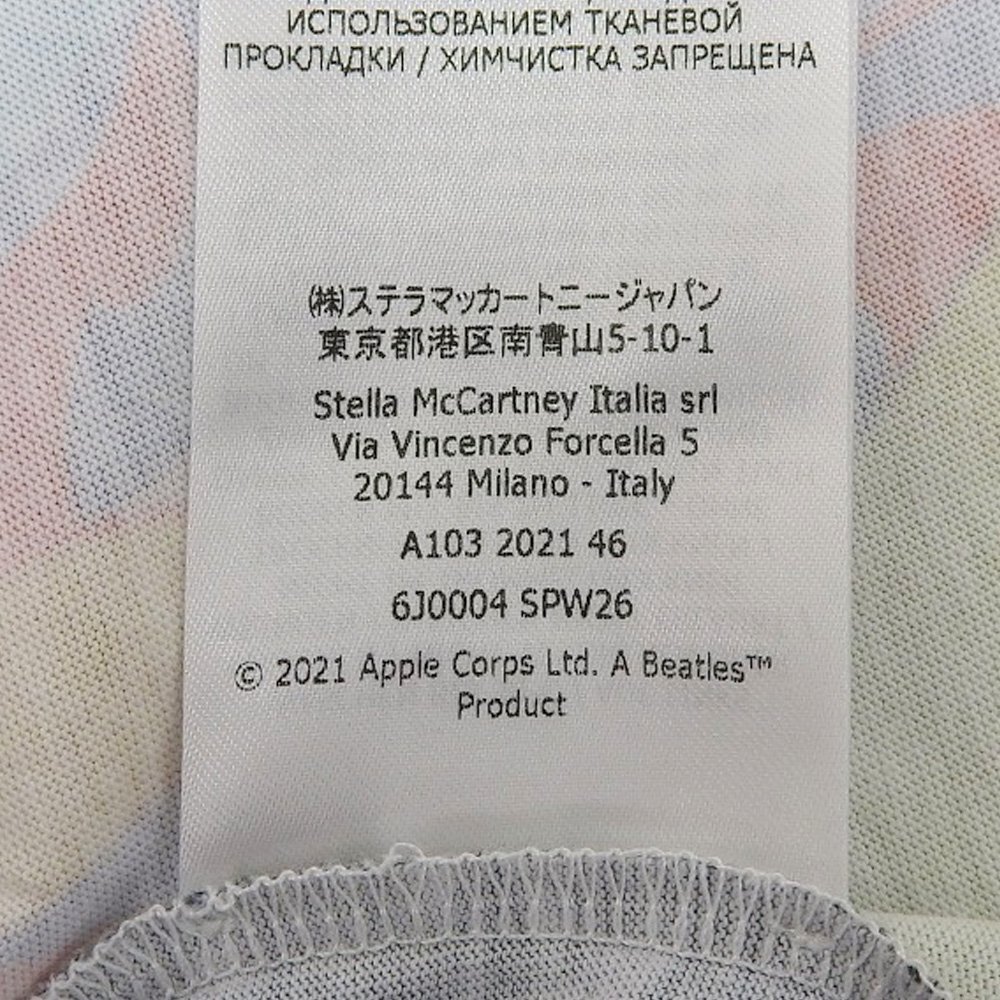 ИСПОЛЬЗОВАНИЕМ ТКАНЕВОЙ
ПРОКЛАДКИ / ХИМЧИСТКА ЗАПРЕЩЕНА
㈱ステラマッカートニージャパン
東京都港区南青山5-10-1
Stella McCartney Italia srl
Via Vincenzo Forcella 5
20144 Milano - Italy
A103 2021 46
6J0004 SPW26
© 2021 Apple Corps Ltd. A Beatles™
Product